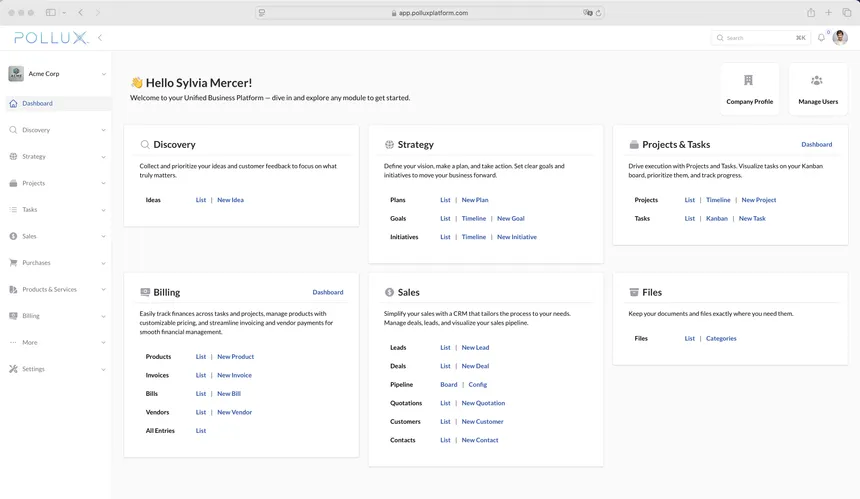 app.polluxplatform.com
POLLUX
Search
⌘K
0
Acme Corp
Dashboard
Discovery
Strategy
Projects
Tasks
Sales
Purchases
Products & Services
Billing
More
Settings
👋 Hello Sylvia Mercer!
Welcome to your Unified Business Platform — dive in and explore any module to get started.
Company Profile
Manage Users
Discovery
Collect and prioritize your ideas and customer feedback to focus on what
truly matters.
Ideas List | New Idea
Strategy
Define your vision, make a plan, and take action. Set clear goals and
initiatives to move your business forward.
Plans List | New Plan
Goals List | Timeline | New Goal
Initiatives List | Timeline | New Initiative
Projects & Tasks Dashboard
Drive execution with Projects and Tasks. Visualize tasks on your Kanban
board, prioritize them, and track progress.
Projects List | Timeline | New Project
Tasks List | Kanban | New Task
Billing Dashboard
Easily track finances across tasks and projects, manage products with
customizable pricing, and streamline invoicing and vendor payments for
smooth financial management.
Products List | New Product
Invoices List | New Invoice
Bills List | New Bill
Vendors List | New Vendor
All Entries List
Sales
Simplify your sales with a CRM that tailors the process to your needs.
Manage deals, leads, and visualize your sales pipeline.
Leads List | New Lead
Deals List | New Deal
Pipeline Board | Config
Quotations List | New Quotation
Customers List | New Customer
Contacts List | New Contact
Files
Keep your documents and files exactly where you need them.
Files List | Categories